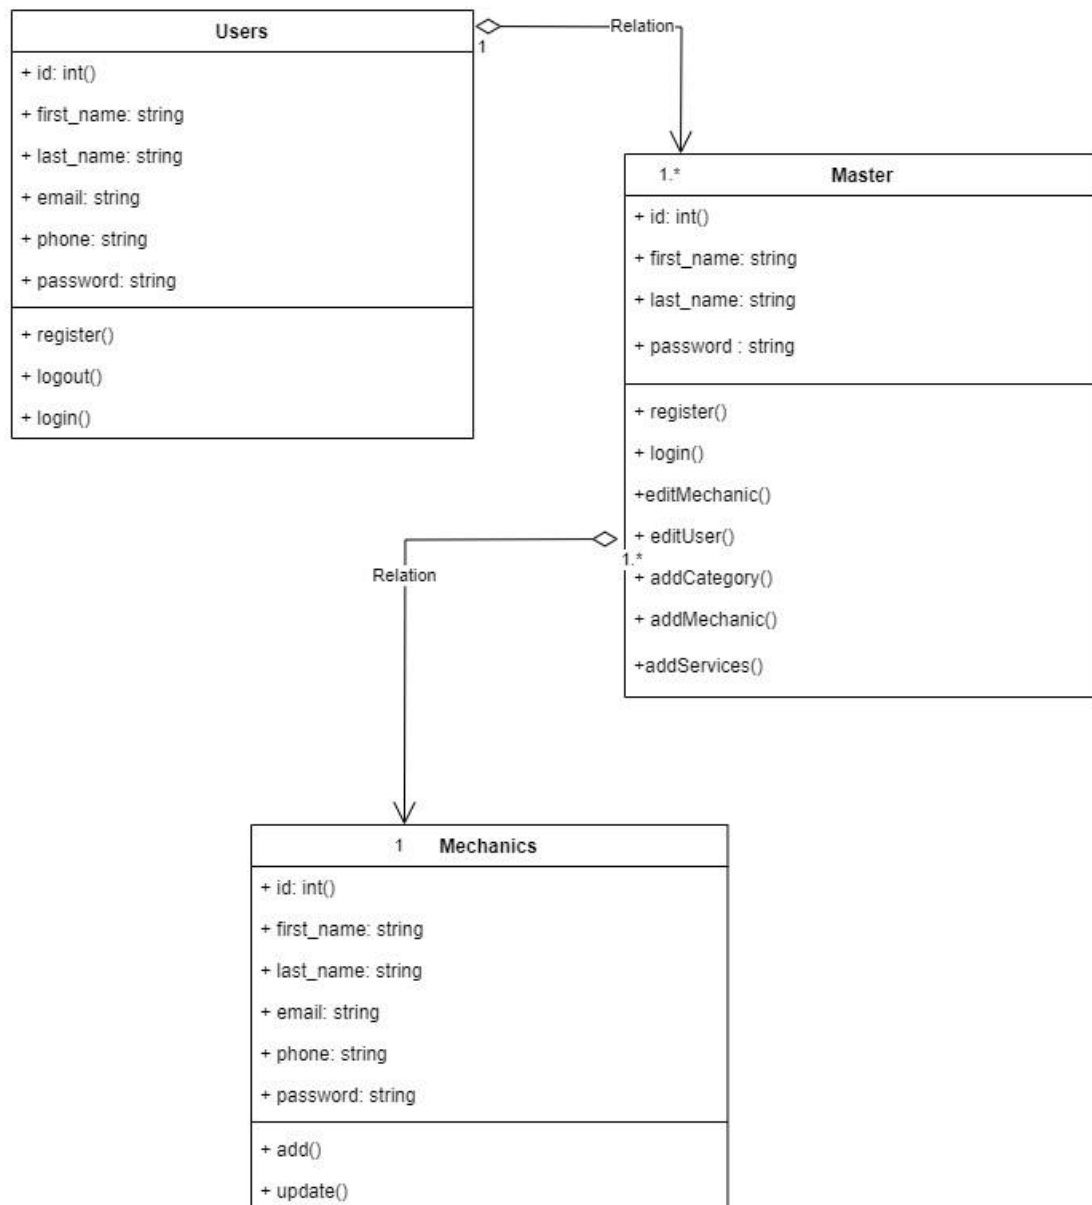 Users
+ id: int()
+ first_name: string
+ last_name: string
+ email: string
+ phone: string
+ password: string
+ register()
+ logout()
+ login()
1
Relation
1.* Master
+ id: int()
+ first_name: string
+ last_name: string
+ password : string
+ register()
+ login()
+editMechanic()
+ editUser()
1.*
+ addCategory()
+ addMechanic()
+addServices()
Relation
1 Mechanics
+ id: int()
+ first_name: string
+ last_name: string
+ email: string
+ phone: string
+ password: string
+ add()
+ update()